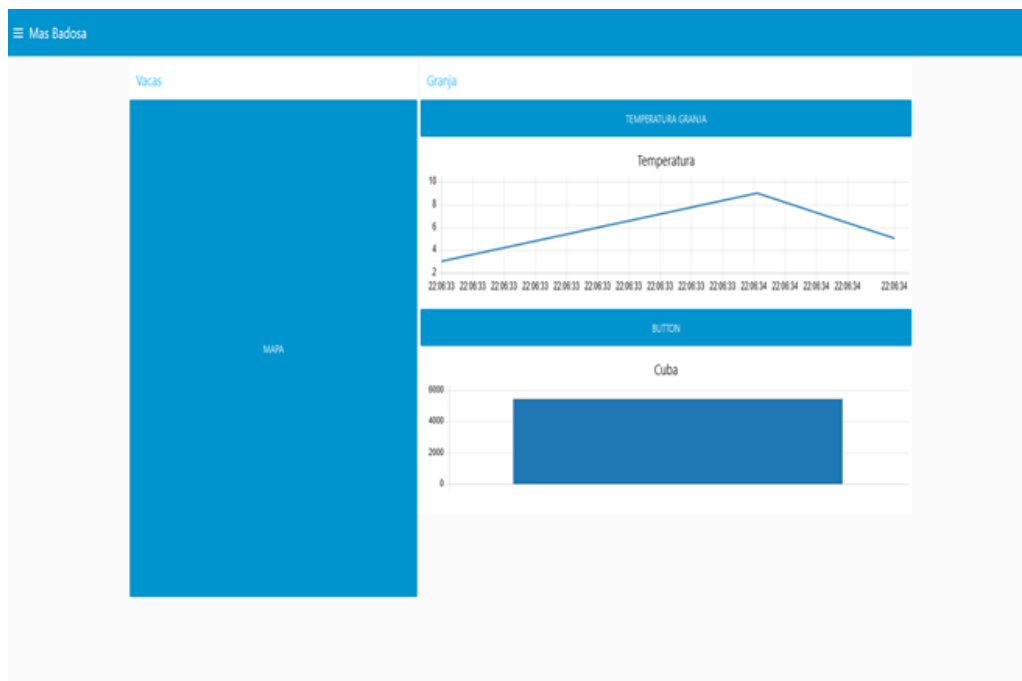 ☰ Mas Badosa
Vacas
MAPA
Granja
TEMPERATURA GRANJA
Temperatura
10
8
6
4
2
22:06:33 22:06:33 22:06:33 22:06:33 22:06:33 22:06:33 22:06:33 22:06:33 22:06:33 22:06:33 22:06:34 22:06:34 22:06:34 22:06:34 22:06:34
BUTTON
Cuba
6000
4000
2000
0